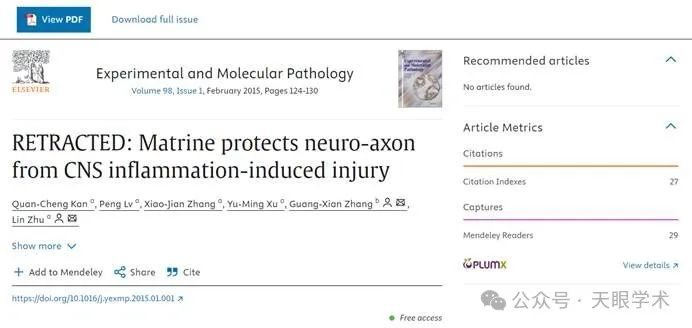 View PDF
Download full issue
ELSEVIER
Experimental and Molecular Pathology
Volume 98, Issue 1, February 2015, Pages 124-130
RETRACTED: Matrine protects neuro-axon
from CNS inflammation-induced injury
Quan-Cheng Kan a, Peng Lv a, Xiao-Jian Zhang a, Yu-Ming Xu a, Guang-Xian Zhang b,
Lin Zhu a
Show more
Add to Mendeley Share Cite
https://doi.org/10.1016/j.yexmp.2015.01.001
Free access
Recommended articles
No articles found.
Article Metrics
Citations
Citation Indexes 27
Captures
Mendeley Readers 29
PLUMX View details
公众号 · 天眼学术